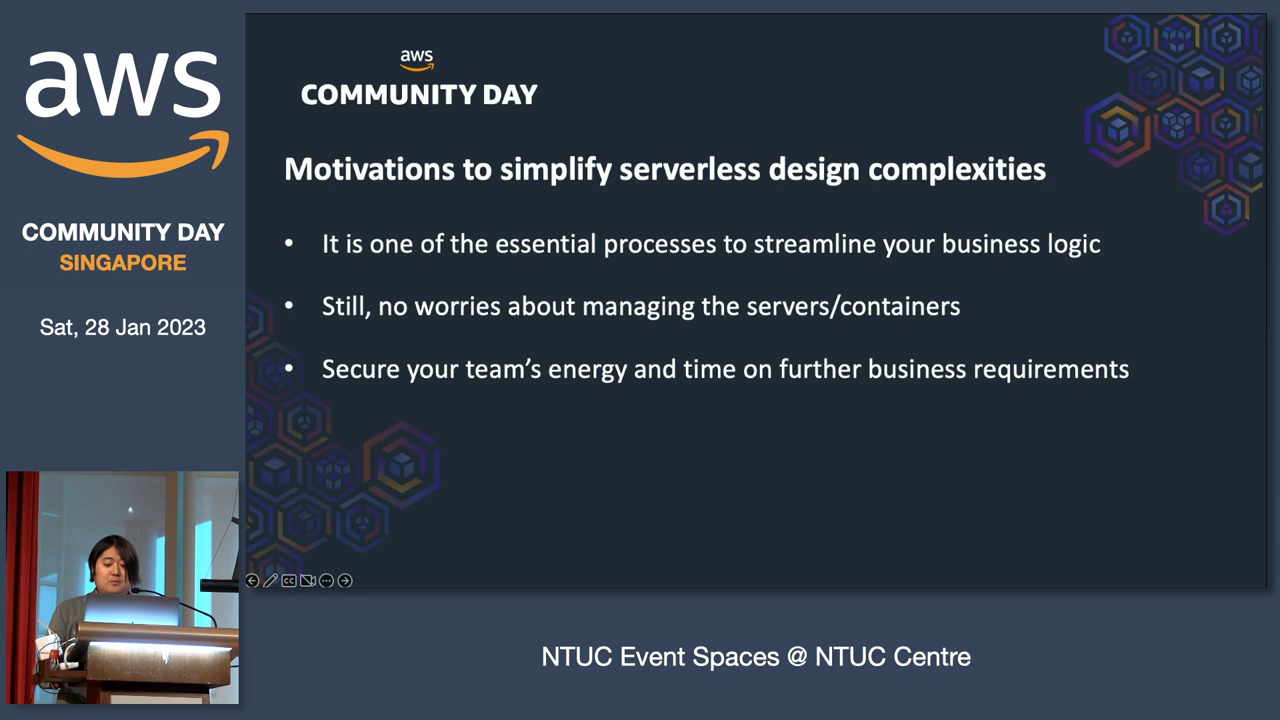 aws
COMMUNITY DAY
SINGAPORE
Sat, 28 Jan 2023
aws
COMMUNITY DAY
Motivations to simplify serverless design complexities
• It is one of the essential processes to streamline your business logic
• Still, no worries about managing the servers/containers
• Secure your team’s energy and time on further business requirements
CC
NTUC Event Spaces @ NTUC Centre